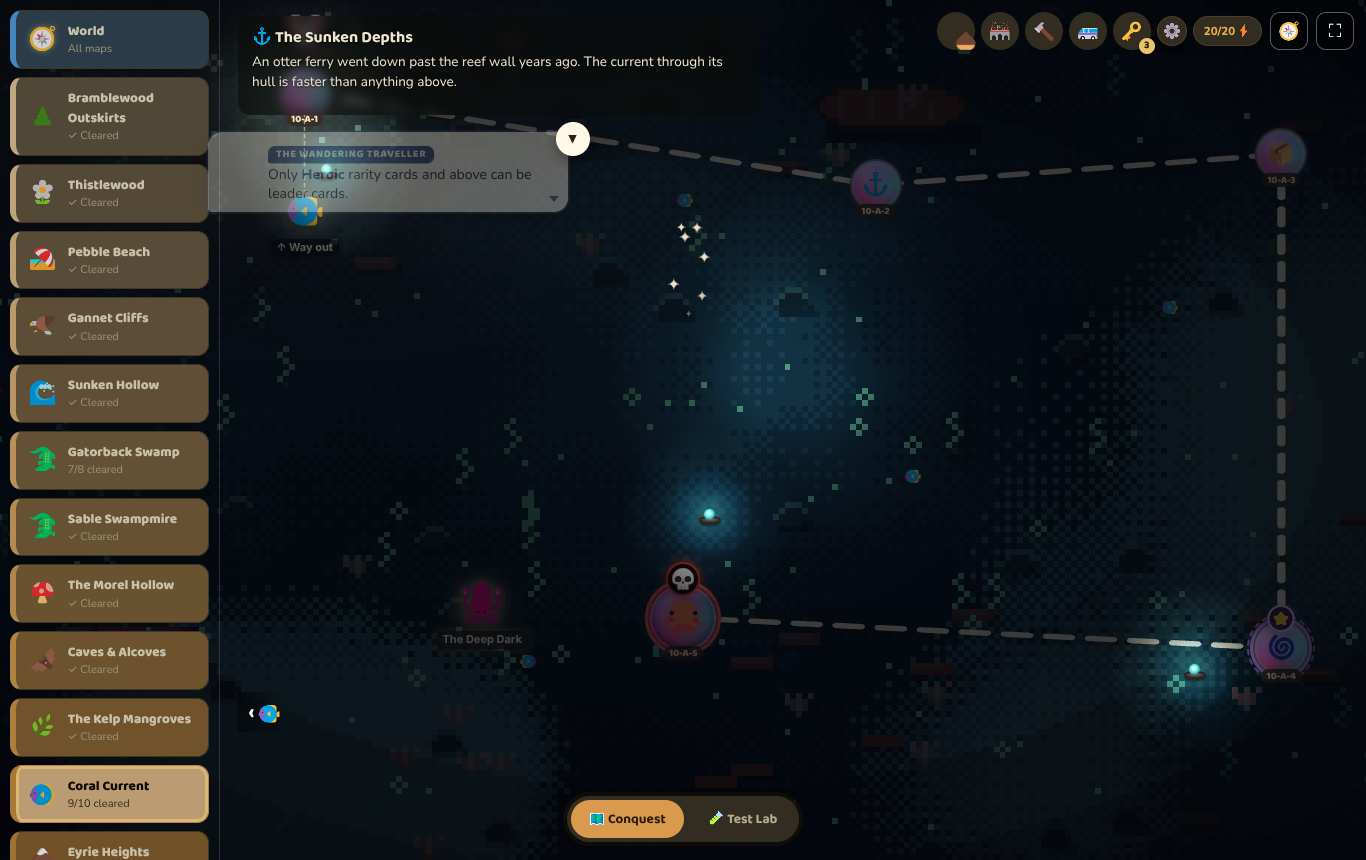 World
All maps
Bramblewood
Outskirts
✓ Cleared
Thistlewood
✓ Cleared
Pebble Beach
✓ Cleared
Gannet Cliffs
✓ Cleared
Sunken Hollow
✓ Cleared
Gatorback Swamp
7/8 cleared
Sable Swampmire
✓ Cleared
The Morel Hollow
✓ Cleared
Caves & Alcoves
✓ Cleared
The Kelp Mangroves
✓ Cleared
Coral Current
9/10 cleared
Eyrie Heights
The Sunken Depths
An otter ferry went down past the reef wall years ago. The current through its
hull is faster than anything above.
3
20/20
10-A-1
THE WANDERING TRAVELLER
Only Heroic rarity cards and above can be
leader cards.
↑ Way out
10-A-2
10-A-3
The Deep Dark
10-A-5
10-A-4
Conquest
Test Lab